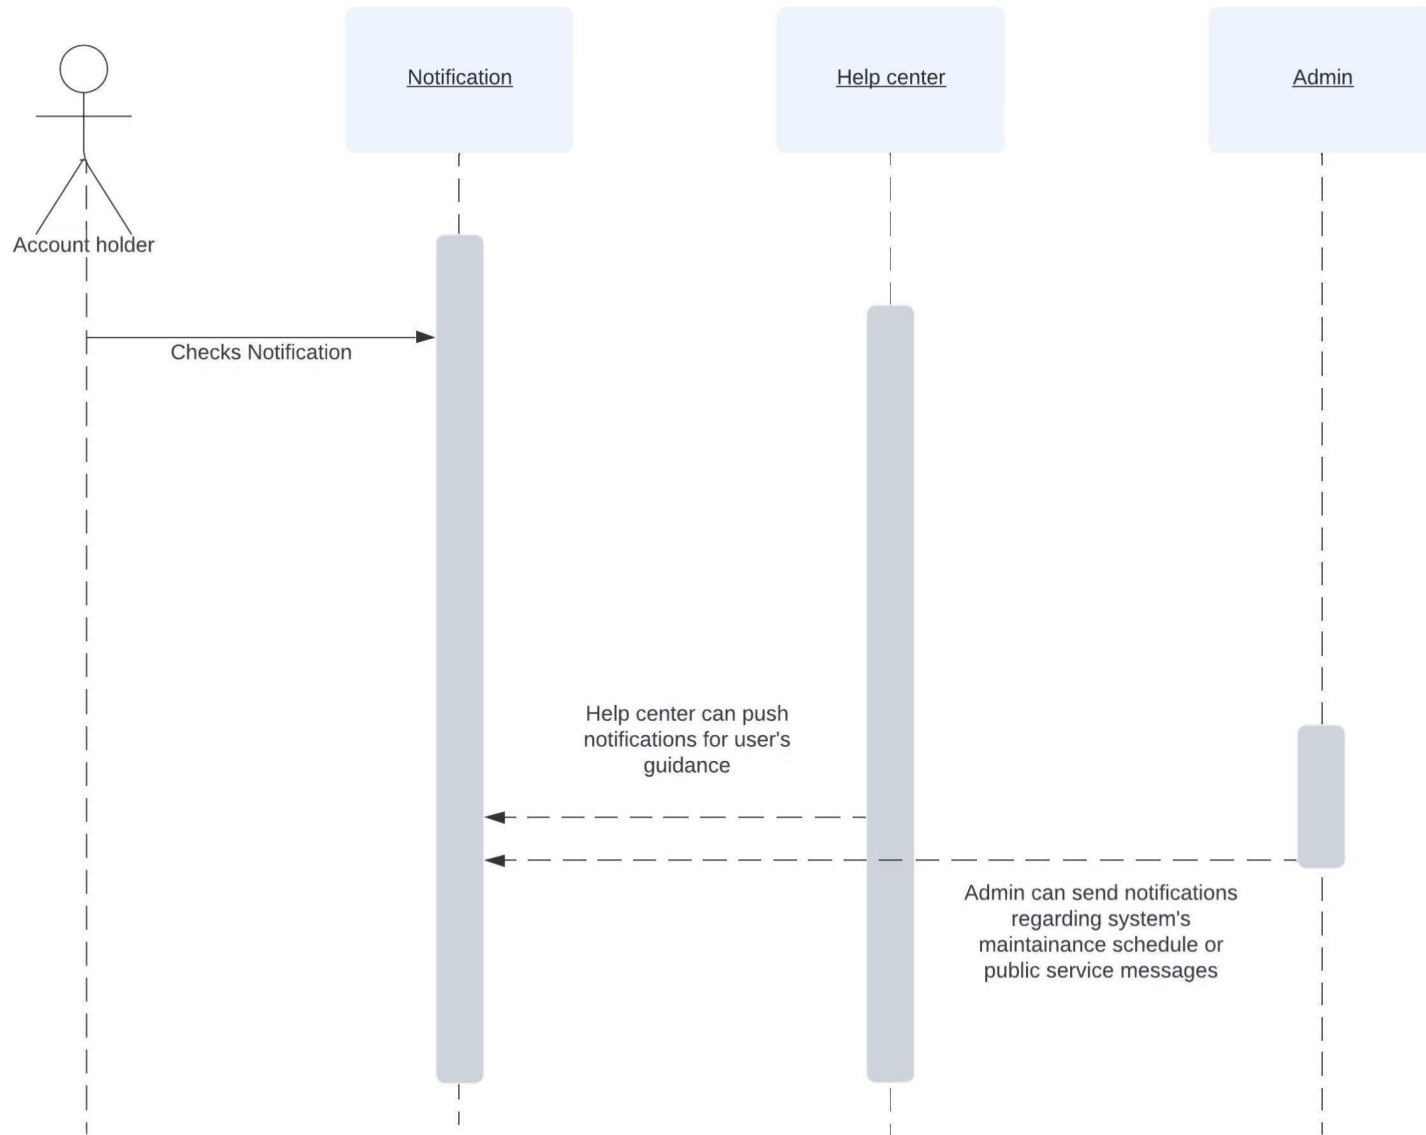 Notification
Help center
Admin
Account holder
Checks Notification
Help center can push
notifications for user's
guidance
Admin can send notifications
regarding system's
maintainance schedule or
public service messages